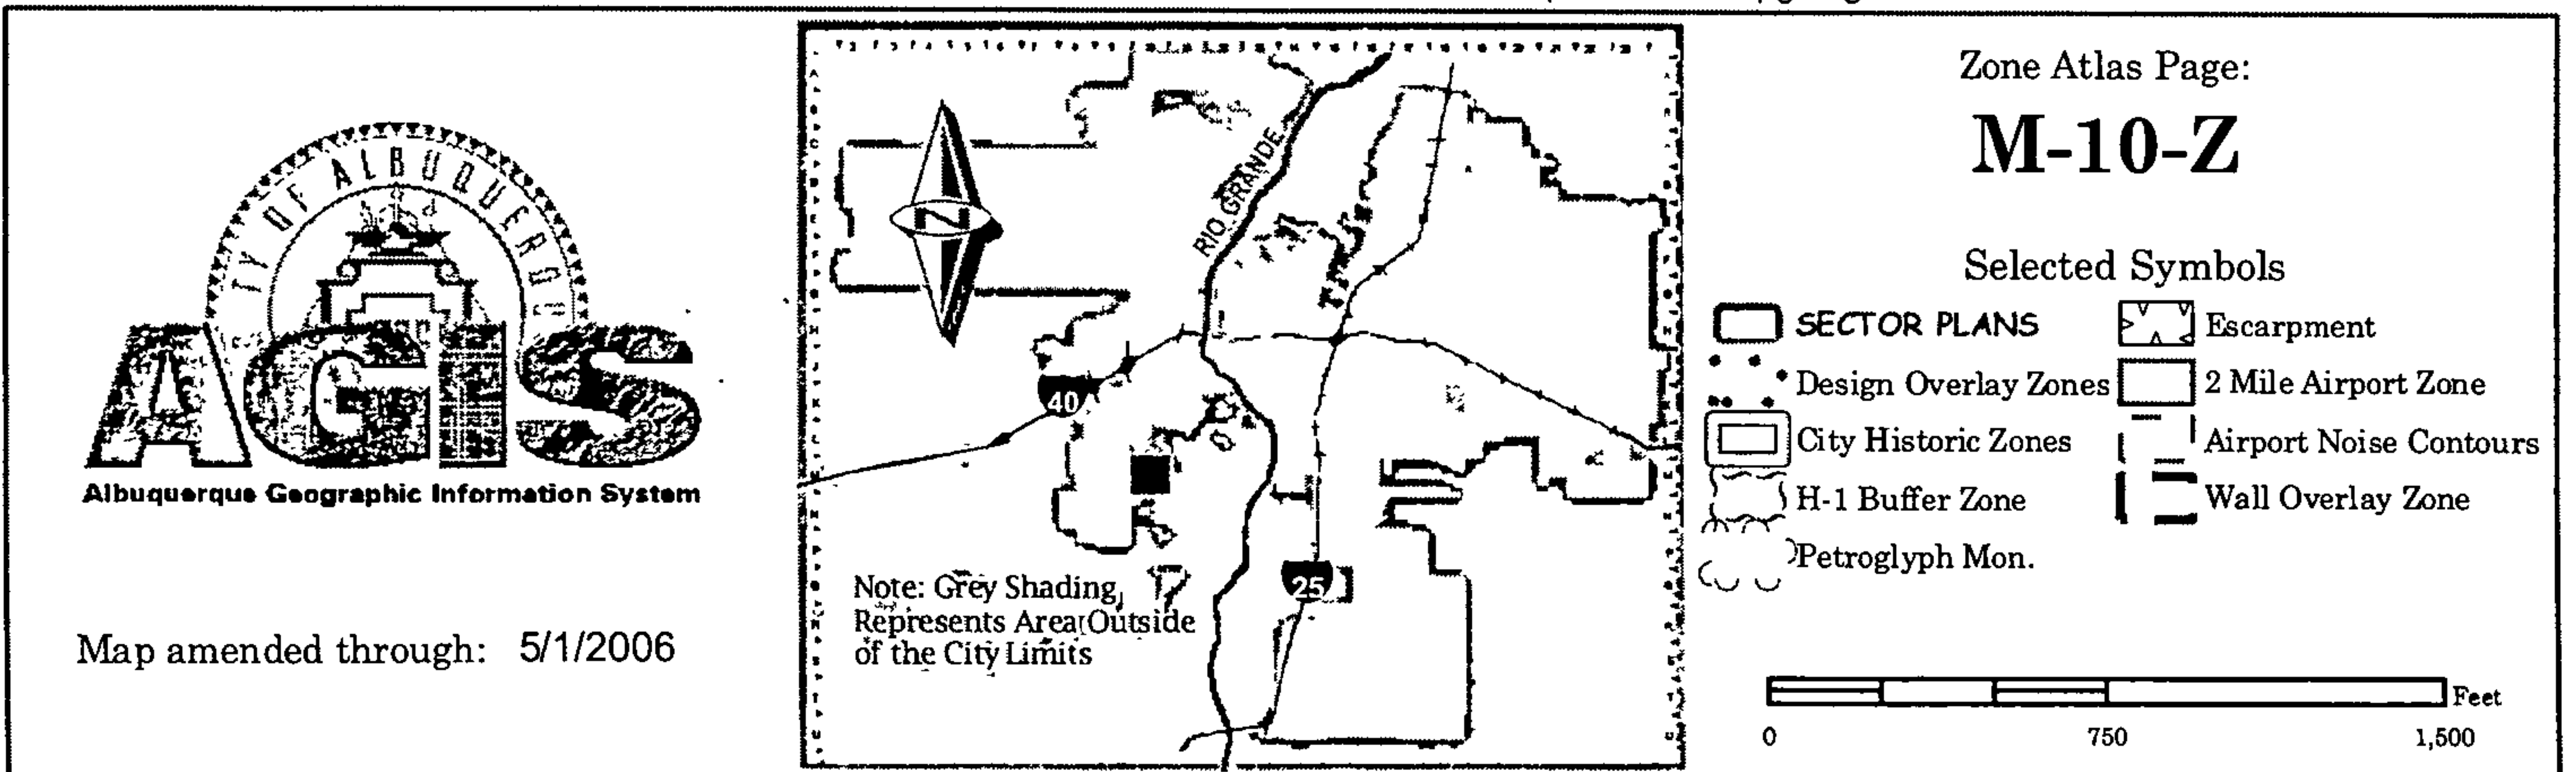 CITY OF ALBUQUERQUE
AGIS
Albuquerque Geographic Information System
Map amended through: 5/1/2006
RIO GRANDE
N
40
25
Note: Grey Shading
Represents Area Outside
of the City Limits
Zone Atlas Page:
M-10-Z
Selected Symbols
SECTOR PLANS
Escarpment
Design Overlay Zones
2 Mile Airport Zone
City Historic Zones
Airport Noise Contours
H-1 Buffer Zone
Wall Overlay Zone
Petroglyph Mon.
Feet
0 750 1,500